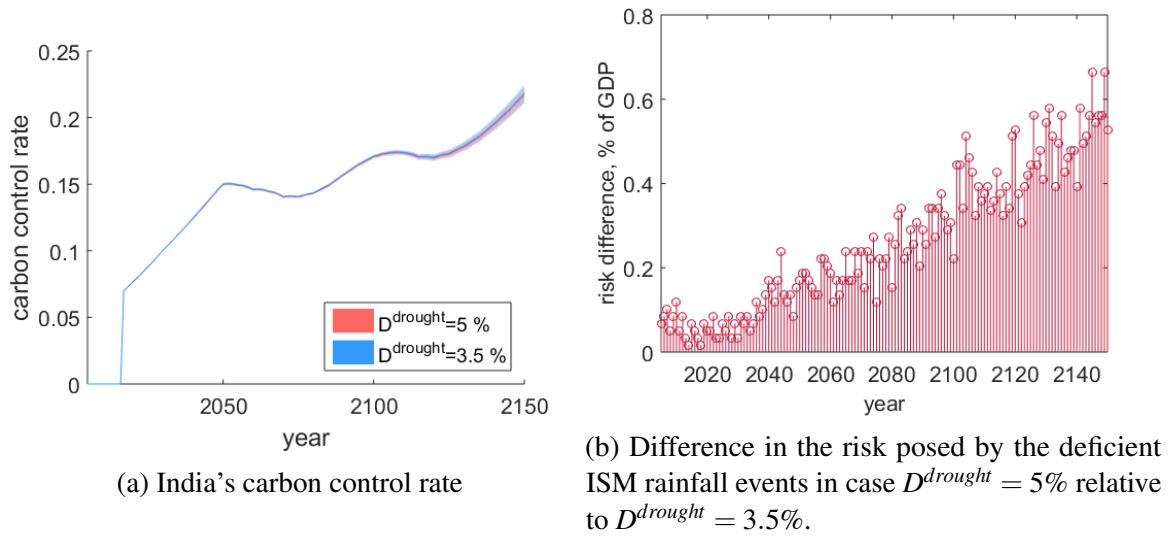 0.25
0.2
0.15
0.1
0.05
0
carbon control rate
2050
2100
2150
year
D^drought=5 %
D^drought=3.5 %
(a) India's carbon control rate
0.8
0.6
0.4
0.2
0
risk difference, % of GDP
2020
2040
2060
2080
2100
2120
2140
year
(b) Difference in the risk posed by the deficient
ISM rainfall events in case D^drought = 5% relative
to D^drought = 3.5%.